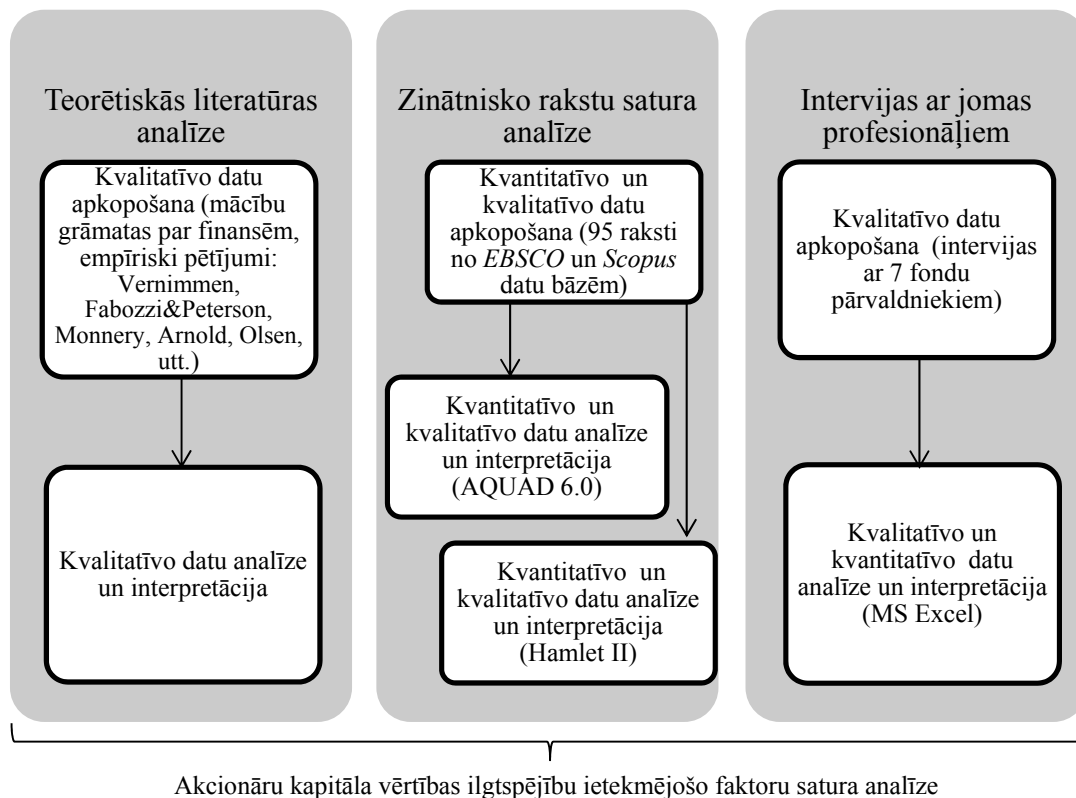 Teorētiskās literatūras
analīze
Kvalitatīvo datu
apkopošana (mācību
grāmatas par finansēm,
empīriski pētījumi:
Vernimmen,
Fabozzi&Peterson,
Monnery, Arnold, Olsen,
utt.)
Kvalitatīvo datu analīze
un interpretācija
Zinātnisko rakstu satura
analīze
Kvantitatīvo un
kvalitatīvo datu
apkopošana (95 raksti
no EBSCO un Scopus
datu bāzēm)
Kvantitatīvo un
kvalitatīvo datu analīze
un interpretācija
(AQUAD 6.0)
Kvantitatīvo un
kvalitatīvo datu analīze
un interpretācija
(Hamlet II)
Intervijas ar jomas
profesionāļiem
Kvalitatīvo datu
apkopošana (intervijas
ar 7 fondu
pārvaldniekiem)
Kvalitatīvo un
kvantitatīvo datu
analīze un interpretācija
(MS Excel)
Akcionāru kapitāla vērtības ilgtspējību ietekmējošo faktoru satura analīze